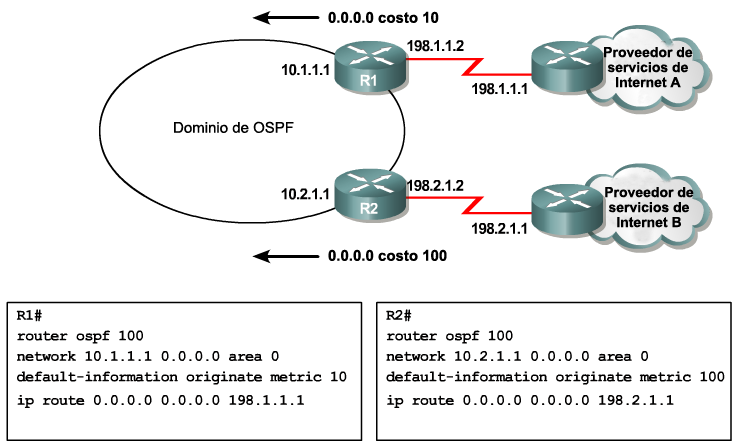 0.0.0.0 costo 10
198.1.1.2
10.1.1.1
R1
198.1.1.1
Proveedor de
servicios de
Internet A
Dominio de OSPF
10.2.1.1
R2
198.2.1.2
198.2.1.1
Proveedor de
servicios de
Internet B
0.0.0.0 costo 100
R1#
router ospf 100
network 10.1.1.1 0.0.0.0 area 0
default-information originate metric 10
ip route 0.0.0.0 0.0.0.0 198.1.1.1
R2#
router ospf 100
network 10.2.1.1 0.0.0.0 area 0
default-information originate metric 100
ip route 0.0.0.0 0.0.0.0 198.2.1.1